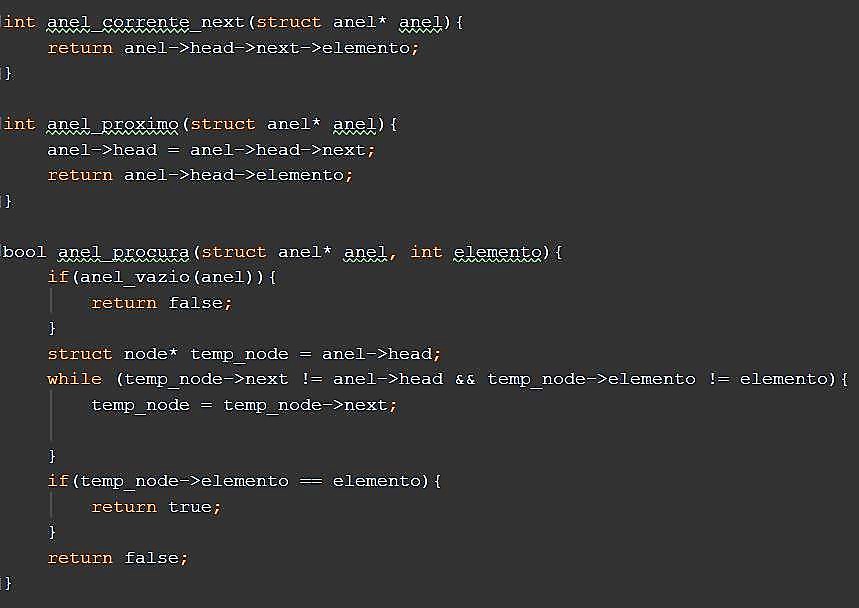 int anel_corrente_next(struct anel* anel){
    return anel->head->next->elemento;
}

int anel_proximo(struct anel* anel){
    anel->head = anel->head->next;
    return anel->head->elemento;
}

bool anel_procura(struct anel* anel, int elemento){
    if(anel_vazio(anel)){
        return false;
    }
    struct node* temp_node = anel->head;
    while (temp_node->next != anel->head && temp_node->elemento != elemento){
        temp_node = temp_node->next;

    }
    if(temp_node->elemento == elemento){
        return true;
    }
    return false;
}